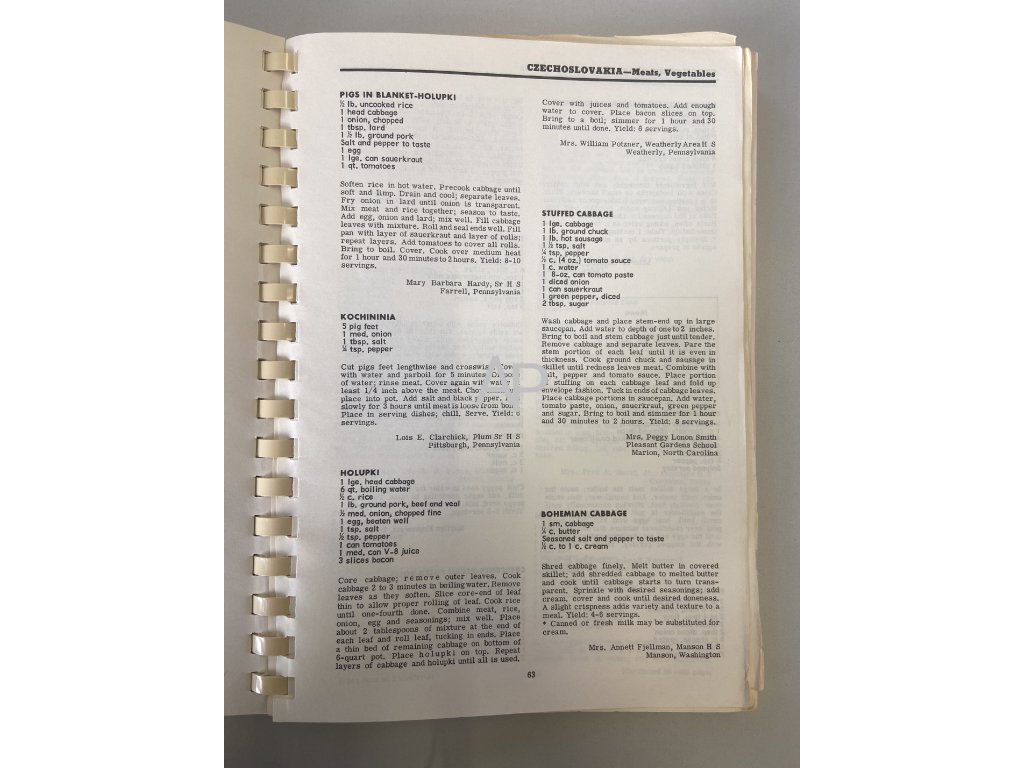 CZECHOSLOVAKIA—Meats, Vegetables
PIGS IN BLANKET-HOLUPKI
½ lb. uncooked rice
1 head cabbage
1 onion, chopped
1 tbsp. lard
1 ½ lb. ground pork
Salt and pepper to taste
1 egg
1 lge. can sauerkraut
1 qt. tomatoes
Soften rice in hot water. Precook cabbage until
soft and limp. Drain and cool; separate leaves.
Fry onion in lard until onion is transparent.
Mix meat and rice together; season to taste.
Add egg, onion and lard; mix well. Fill cabbage
leaves with mixture. Roll and seal ends well. Fill
pan with layer of sauerkraut and layer of rolls;
repeat layers. Add tomatoes to cover all rolls.
Bring to boil. Cover. Cook over medium heat
for 1 hour and 30 minutes to 2 hours. Yield: 8-10
servings.
Mary Barbara Hardy, Sr H S
Farrell, Pennsylvania
KOCHININIA
5 pig feet
1 med. onion
1 tbsp. salt
¼ tsp. pepper
Cut pigs feet lengthwise and crosswise. Cover
with water and parboil for 5 minutes.
of water; rinse meat. Cover again with water
least 1/4 inch above the meat.
place into pot. Add salt and black pepper.
slowly for 3 hours until meat is loose from
Place in serving dishes; chill. Serve. Yield: 6
servings.
Lois E. Clarchick, Plum Sr H S
Pittsburgh, Pennsylvania
HOLUPKI
1 lge. head cabbage
6 qt. boiling water
½ c. rice
1 lb. ground pork, beef and veal
½ med. onion, chopped fine
1 egg, beaten well
1 tsp. salt
½ tsp. pepper
1 can tomatoes
1 med. can V-8 juice
3 slices bacon
Core cabbage; remove outer leaves. Cook
cabbage 2 to 3 minutes in boiling water. Remove
leaves as they soften. Slice core-end of leaf
thin to allow proper rolling of leaf. Cook rice
until one-fourth done. Combine meat, rice,
onion, egg and seasonings; mix well. Place
about 2 tablespoons of mixture at the end of
each leaf and roll leaf, tucking in ends. Place
a thin bed of remaining cabbage on bottom of
6-quart pot. Place holupki on top. Repeat
layers of cabbage and holupki until all is used.
Cover with juices and tomatoes. Add enough
water to cover. Place bacon slices on top.
Bring to a boil; simmer for 1 hour and 30
minutes until done. Yield: 6 servings.
Mrs. William Potzner, Weatherly Area H S
Weatherly, Pennsylvania
STUFFED CABBAGE
1 lge. cabbage
1 lb. ground chuck
1 lb. hot sausage
1 ½ tsp. salt
¼ tsp. pepper
½ c. (4 oz.) tomato sauce
1 c. water
1 8-oz. can tomato paste
1 diced onion
1 can sauerkraut
1 green pepper, diced
2 tbsp. sugar
Wash cabbage and place stem-end up in large
saucepan. Add water to depth of one to 2 inches.
Bring to boil and stem cabbage just until tender.
Remove cabbage and separate leaves. Pare the
stem portion of each leaf until it is even in
thickness. Cook ground chuck and sausage in
skillet until redness leaves meat. Combine with
salt, pepper and tomato sauce. Place portion
of stuffing on each cabbage leaf and fold up
envelope fashion. Tuck in ends of cabbage leaves.
Place cabbage portions in saucepan. Add water,
tomato paste, onion, sauerkraut, green pepper
and sugar. Bring to boil and simmer for 1 hour
and 30 minutes to 2 hours. Yield: 8 servings.
Mrs. Peggy Lonon Smith
Pleasant Gardens School
Marion, North Carolina
BOHEMIAN CABBAGE
1 sm. cabbage
¼ c. butter
Seasoned salt and pepper to taste
½ c. to 1 c. cream
Shred cabbage finely. Melt butter in covered
skillet; add shredded cabbage to melted butter
and cook until cabbage starts to turn trans-
parent. Sprinkle with desired seasonings; add
cream, cover and cook until desired doneness.
A slight crispness adds variety and texture to a
meal. Yield: 4-6 servings.
* Canned or fresh milk may be substituted for
cream.
Mrs. Annett Fjellman, Manson H S
Manson, Washington
63